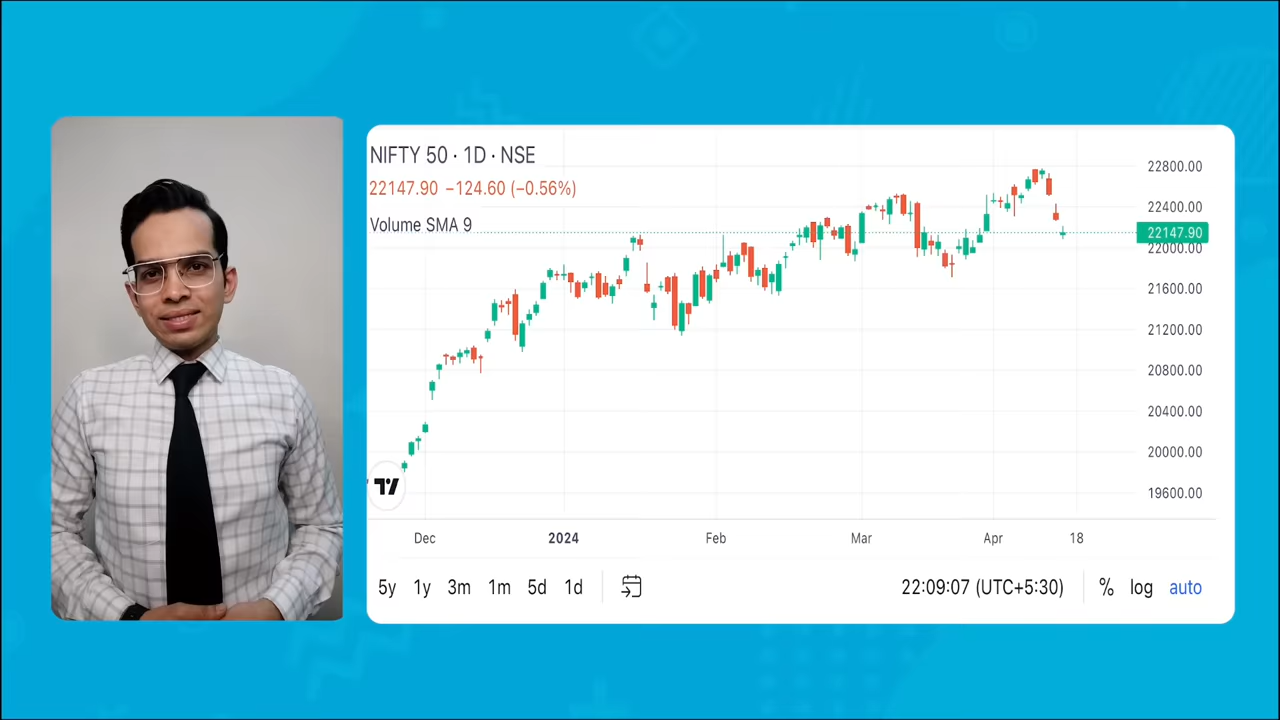 NIFTY 50 · 1D · NSE
22147.90 −124.60 (−0.56%)
Volume SMA 9
22800.00
22400.00
22147.90
22000.00
21600.00
21200.00
20800.00
20400.00
20000.00
19600.00
Dec 2024 Feb Mar Apr 18
5y 1y 3m 1m 5d 1d 22:09:07 (UTC+5:30) % log auto